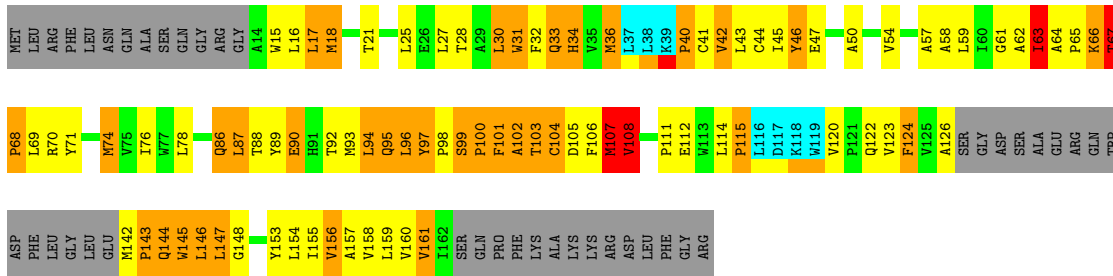 MET LEU ARG PHE LEU ASN GLN ALA SER GLN GLY ARG GLY A14 W15 L16 L17 M18 T21 L25 E26 L27 T28 A29 L30 W31 F32 Q33 H34 V35 M36 L37 L38 K39 P40 C41 V42 L43 C44 I45 Y46 E47 A50 V54 A57 A58 L59 I60 G61 A62 I63 A64 P65 K66 T67
P68 L69 R70 Y71 M74 V75 I76 W77 L78 Q86 L87 T88 Y89 E90 H91 T92 M93 L94 Q95 L96 Y97 P98 S99 P100 F101 A102 T103 C104 D105 F106 M107 V108 P111 E112 W113 L114 P115 L116 D117 K118 W119 V120 P121 Q122 V123 F124 V125 A126 SER GLY ASP SER ALA GLU ARG GLN TRP
ASP PHE LEU GLY LEU GLU M142 P143 Q144 W145 L146 L147 G148 Y153 L154 I155 V156 A157 V158 L159 V160 V161 I162 SER GLN PRO PHE LYS ALA LYS LYS ARG ASP LEU PHE GLY ARG